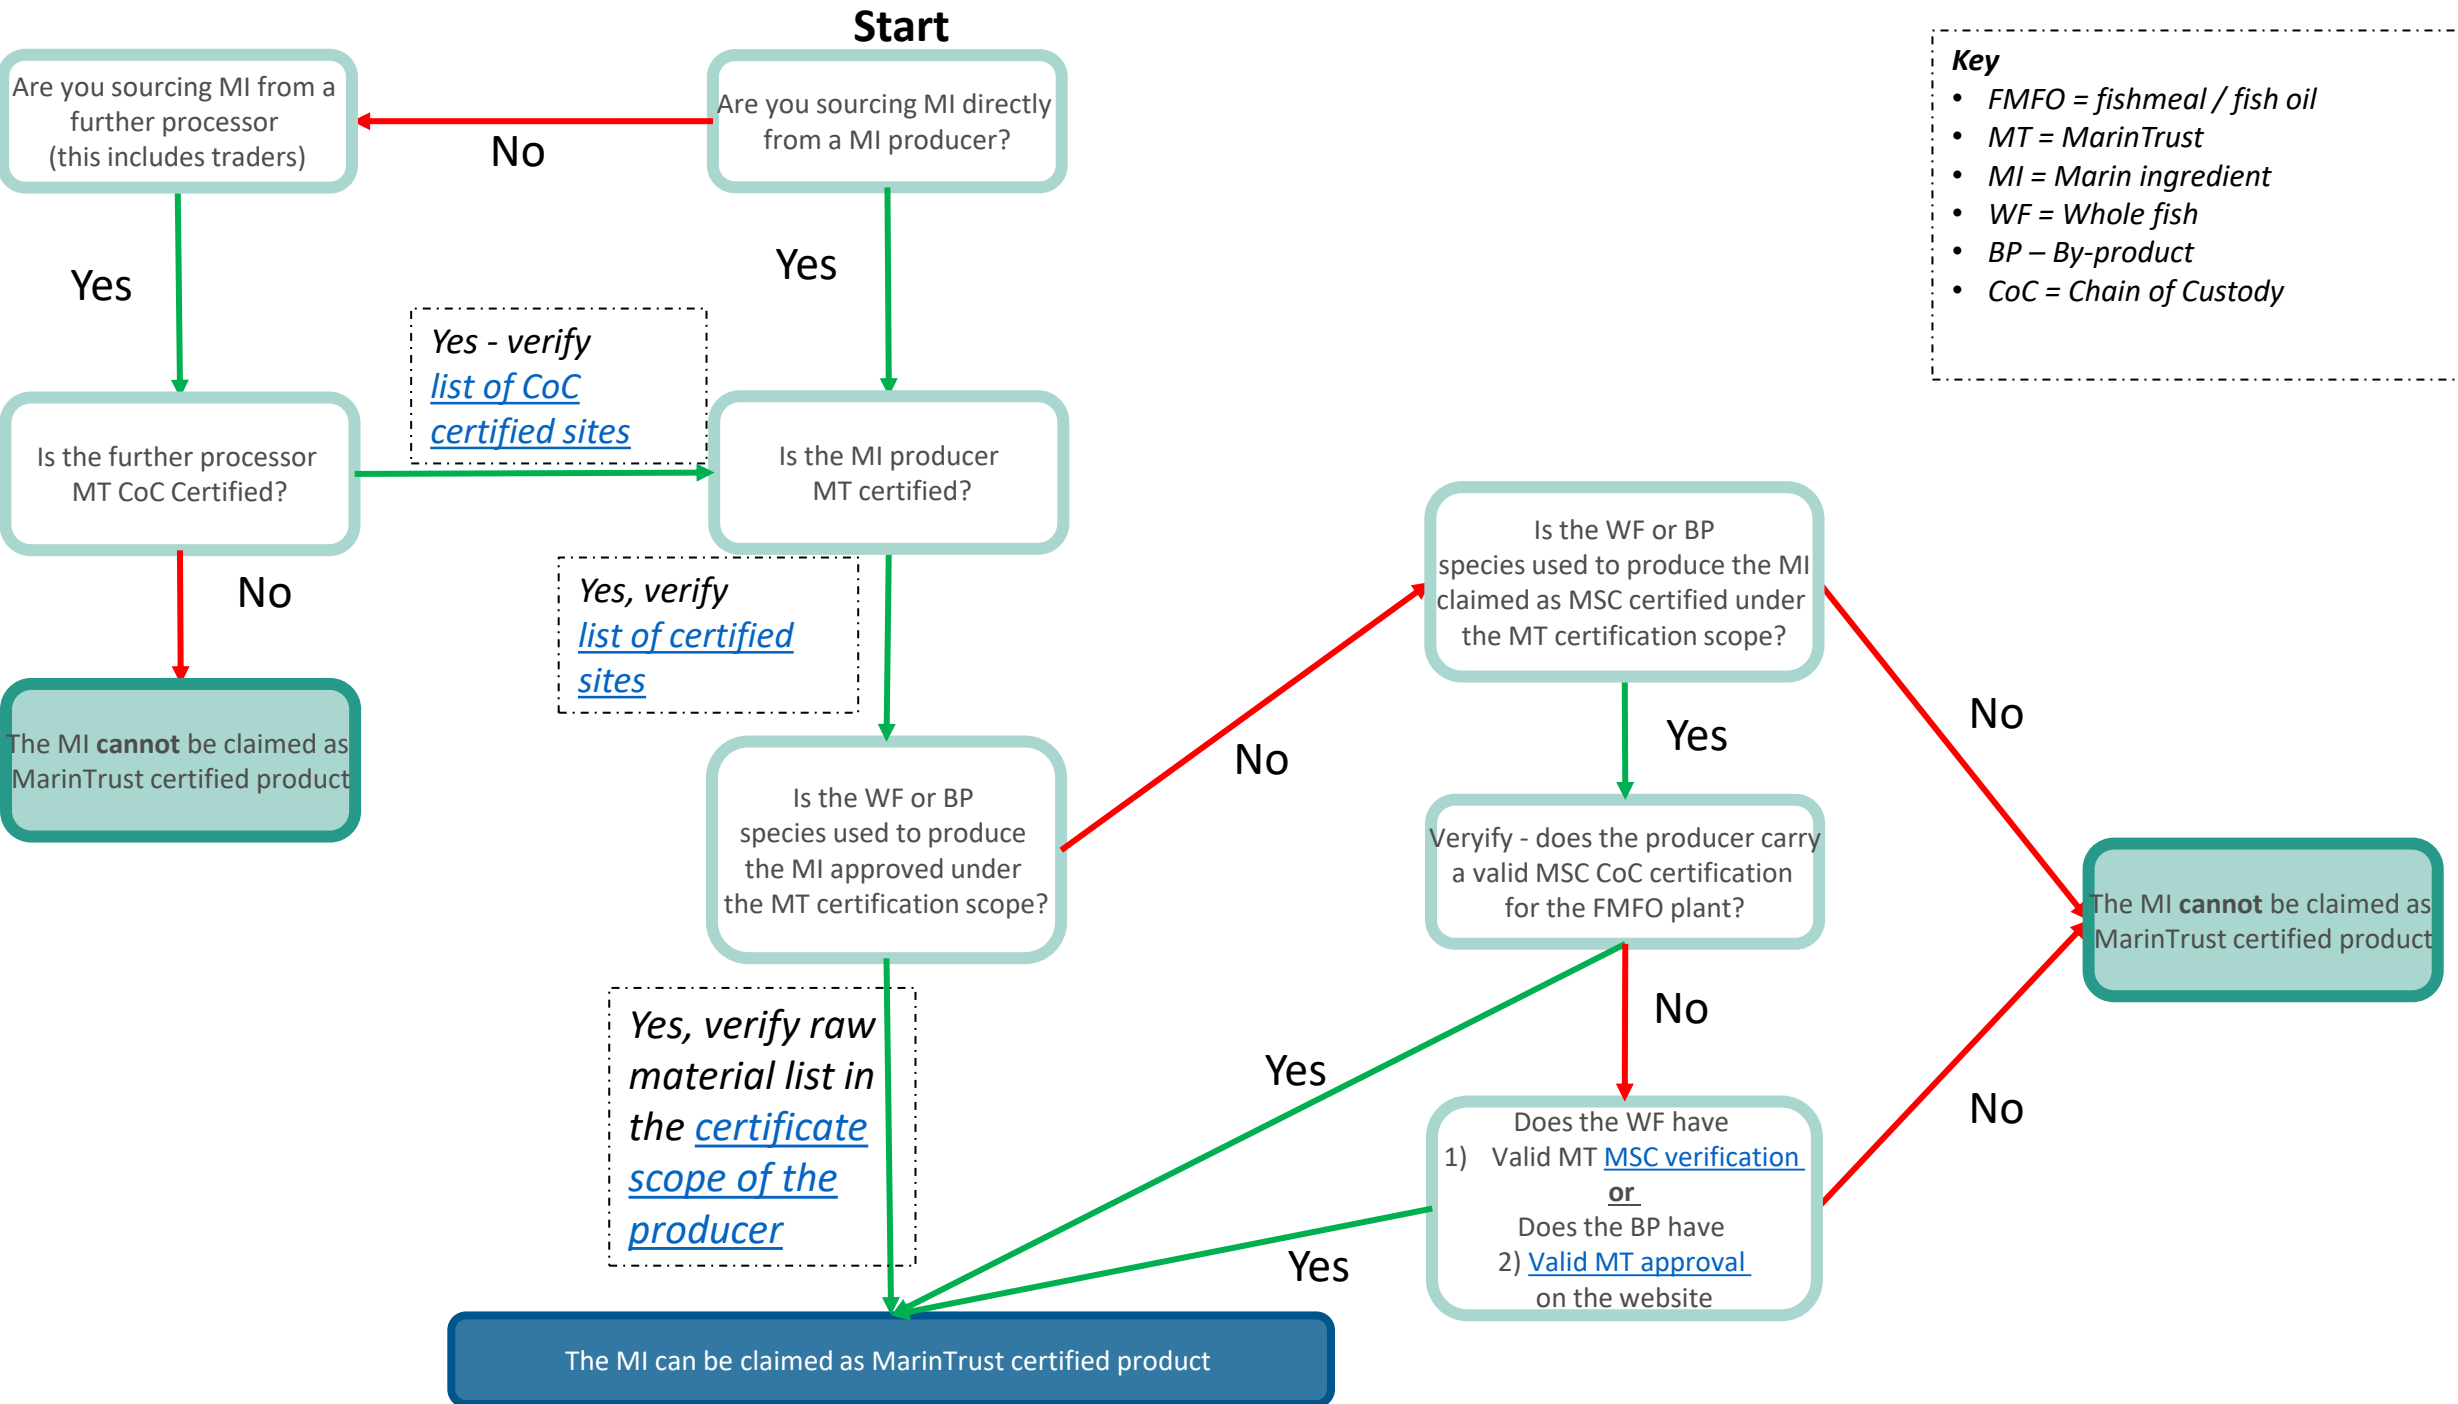 Start
Are you sourcing MI from a
further processor
(this includes traders)
No
Are you sourcing MI directly
from a MI producer?
Key
• FMFO = fishmeal / fish oil
• MT = MarinTrust
• MI = Marin ingredient
• WF = Whole fish
• BP – By-product
• CoC = Chain of Custody
Yes
Yes
Yes - verify
list of CoC
certified sites
Is the further processor
MT CoC Certified?
Is the MI producer
MT certified?
No
Yes, verify
list of certified
sites
Is the WF or BP
species used to produce the MI
claimed as MSC certified under
the MT certification scope?
The MI cannot be claimed as
MarinTrust certified product
No
Yes
No
Is the WF or BP
species used to produce
the MI approved under
the MT certification scope?
Veryify - does the producer carry
a valid MSC CoC certification
for the FMFO plant?
The MI cannot be claimed as
MarinTrust certified product
Yes, verify raw
material list in
the certificate
scope of the
producer
Yes
No
No
Does the WF have
1) Valid MT MSC verification
or
Does the BP have
2) Valid MT approval
on the website
Yes
The MI can be claimed as MarinTrust certified product